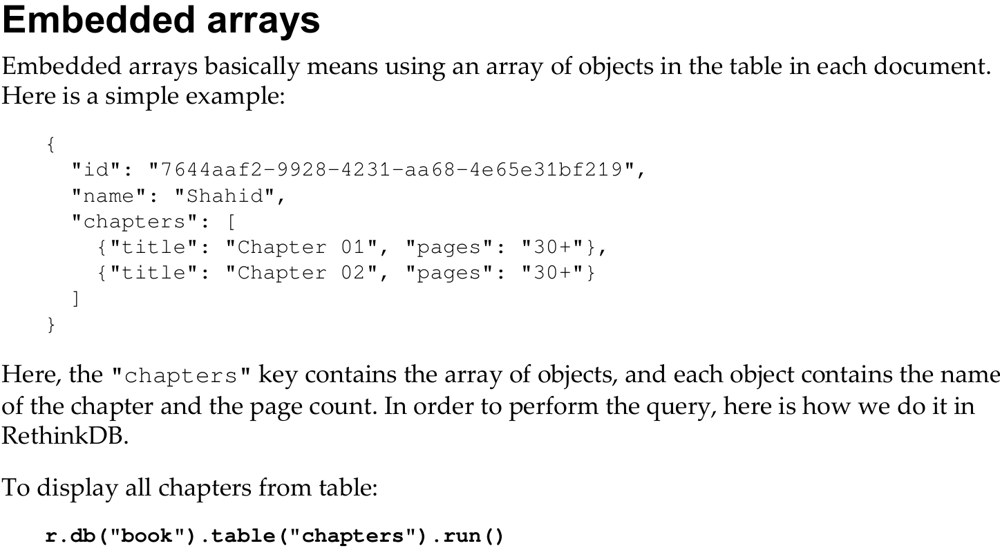 Embedded arrays
Embedded arrays basically means using an array of objects in the table in each document.
Here is a simple example:
{
"id": "7644aaf2-9928-4231-aa68-4e65e31bf219",
"name": "Shahid",
"chapters": [
{"title": "Chapter 01", "pages": "30+"},
{"title": "Chapter 02", "pages": "30+"}
]
}
Here, the "chapters" key contains the array of objects, and each object contains the name
of the chapter and the page count. In order to perform the query, here is how we do it in
RethinkDB.
To display all chapters from table:
r.db("book").table("chapters").run()